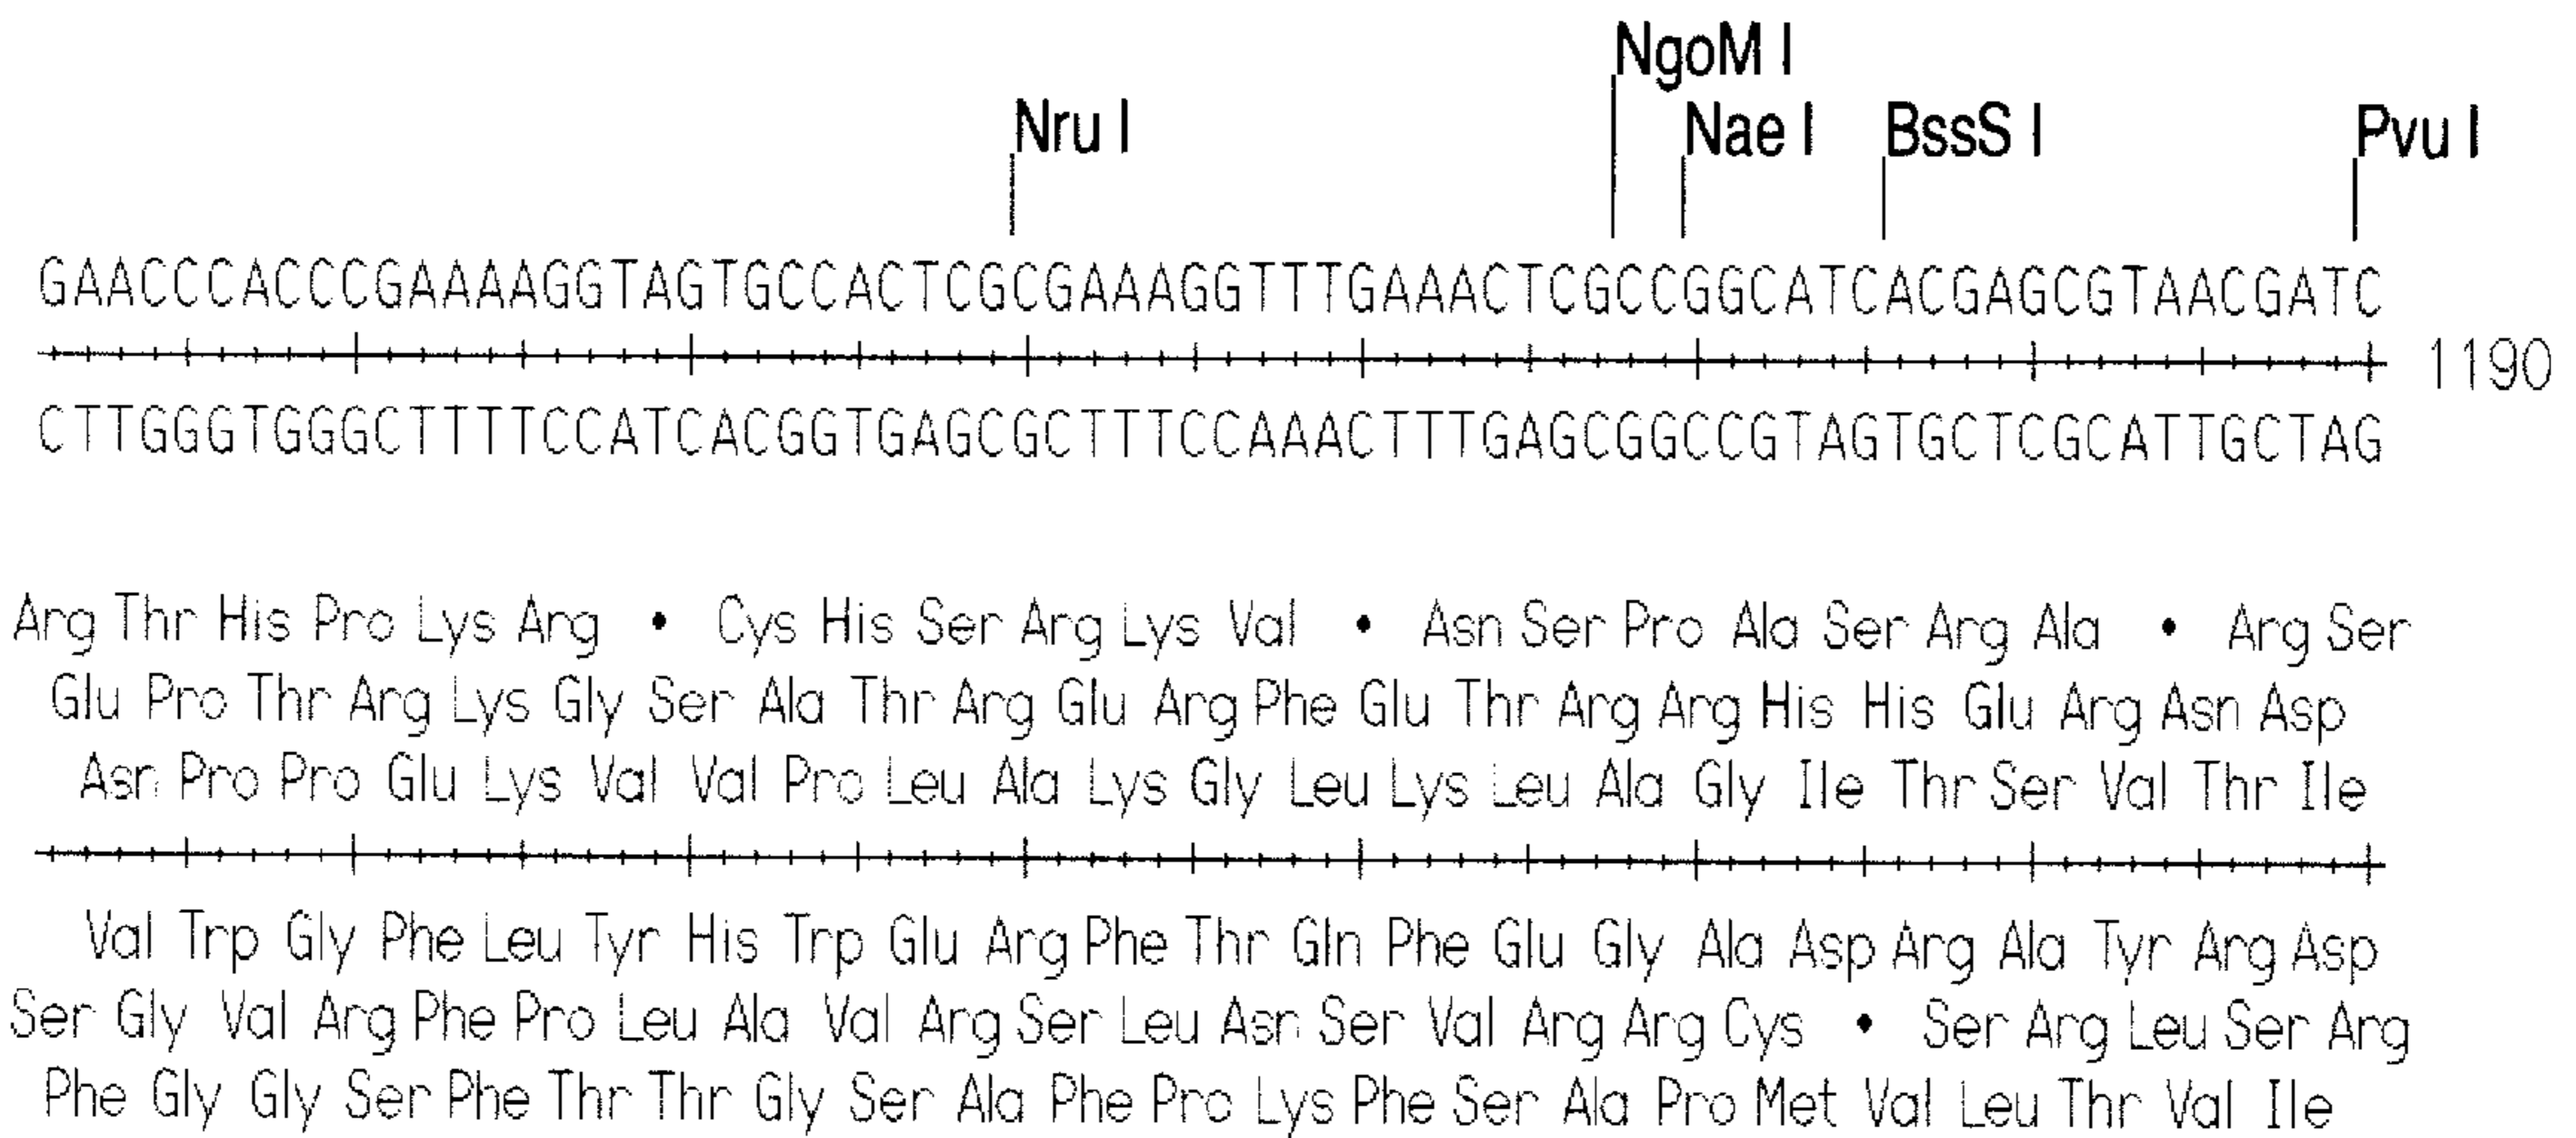 NgoM I
Nru I Nae I BssS I Pvu I
GAACCCACCCGAAAAGGTAGTGCCACTCGCGAAAGGTTTGAAACTCGCCGGCATCACGAGCGTAACGATC
1190
CTTGGGTGGGCTTTTCCATCACGGTGAGCGCTTTCCAAACTTTGAGCGGCCGTAGTGCTCGCATTGCTAG
Arg Thr His Pro Lys Arg • Cys His Ser Arg Lys Val • Asn Ser Pro Ala Ser Arg Ala • Arg Ser
Glu Pro Thr Arg Lys Gly Ser Ala Thr Arg Glu Arg Phe Glu Thr Arg Arg His His Glu Arg Asn Asp
Asn Pro Pro Glu Lys Val Val Pro Leu Ala Lys Gly Leu Lys Leu Ala Gly Ile Thr Ser Val Thr Ile
Val Trp Gly Phe Leu Tyr His Trp Glu Arg Phe Thr Gln Phe Glu Gly Ala Asp Arg Ala Tyr Arg Asp
Ser Gly Val Arg Phe Pro Leu Ala Val Arg Ser Leu Asn Ser Val Arg Arg Cys • Ser Arg Leu Ser Arg
Phe Gly Gly Ser Phe Thr Thr Gly Ser Ala Phe Pro Lys Phe Ser Ala Pro Met Val Leu Thr Val Ile